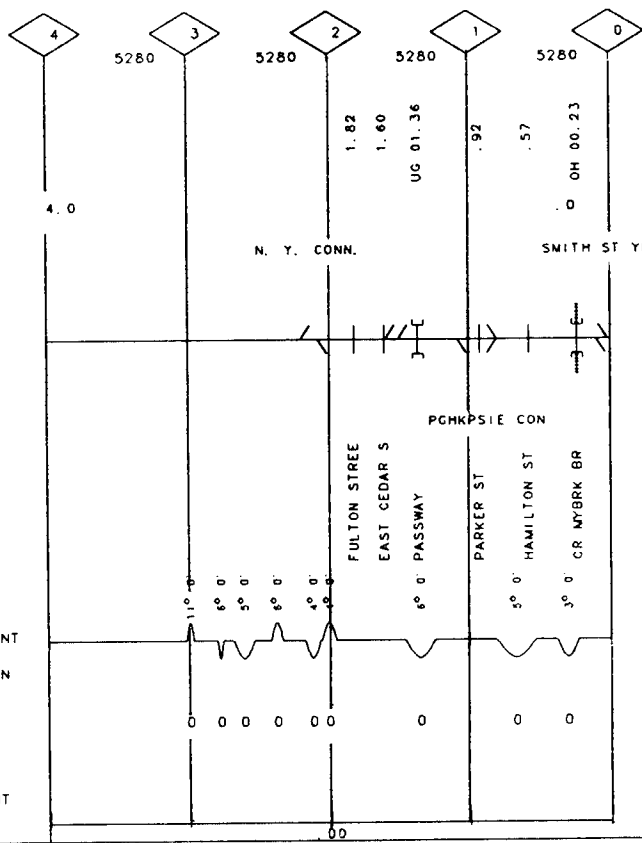 4 3 2 1 0
5280 5280 5280 5280
1.82
1.60
UG 01.36
.92
.57
OH 00.23
4.0
.0
N. Y. CONN.
SMITH ST Y
PGHKPSIE CON
FULTON STREE
EAST CEDAR S
PASSWAY
PARKER ST
HAMILTON ST
CR MYBRK BR
11° 0'
6° 0'
5° 0'
6° 0'
4° 0'
4° 0'
6° 0'
5° 0'
3° 0'
NT
N
0 0 0 0 0 0 0 0 0
T
.00